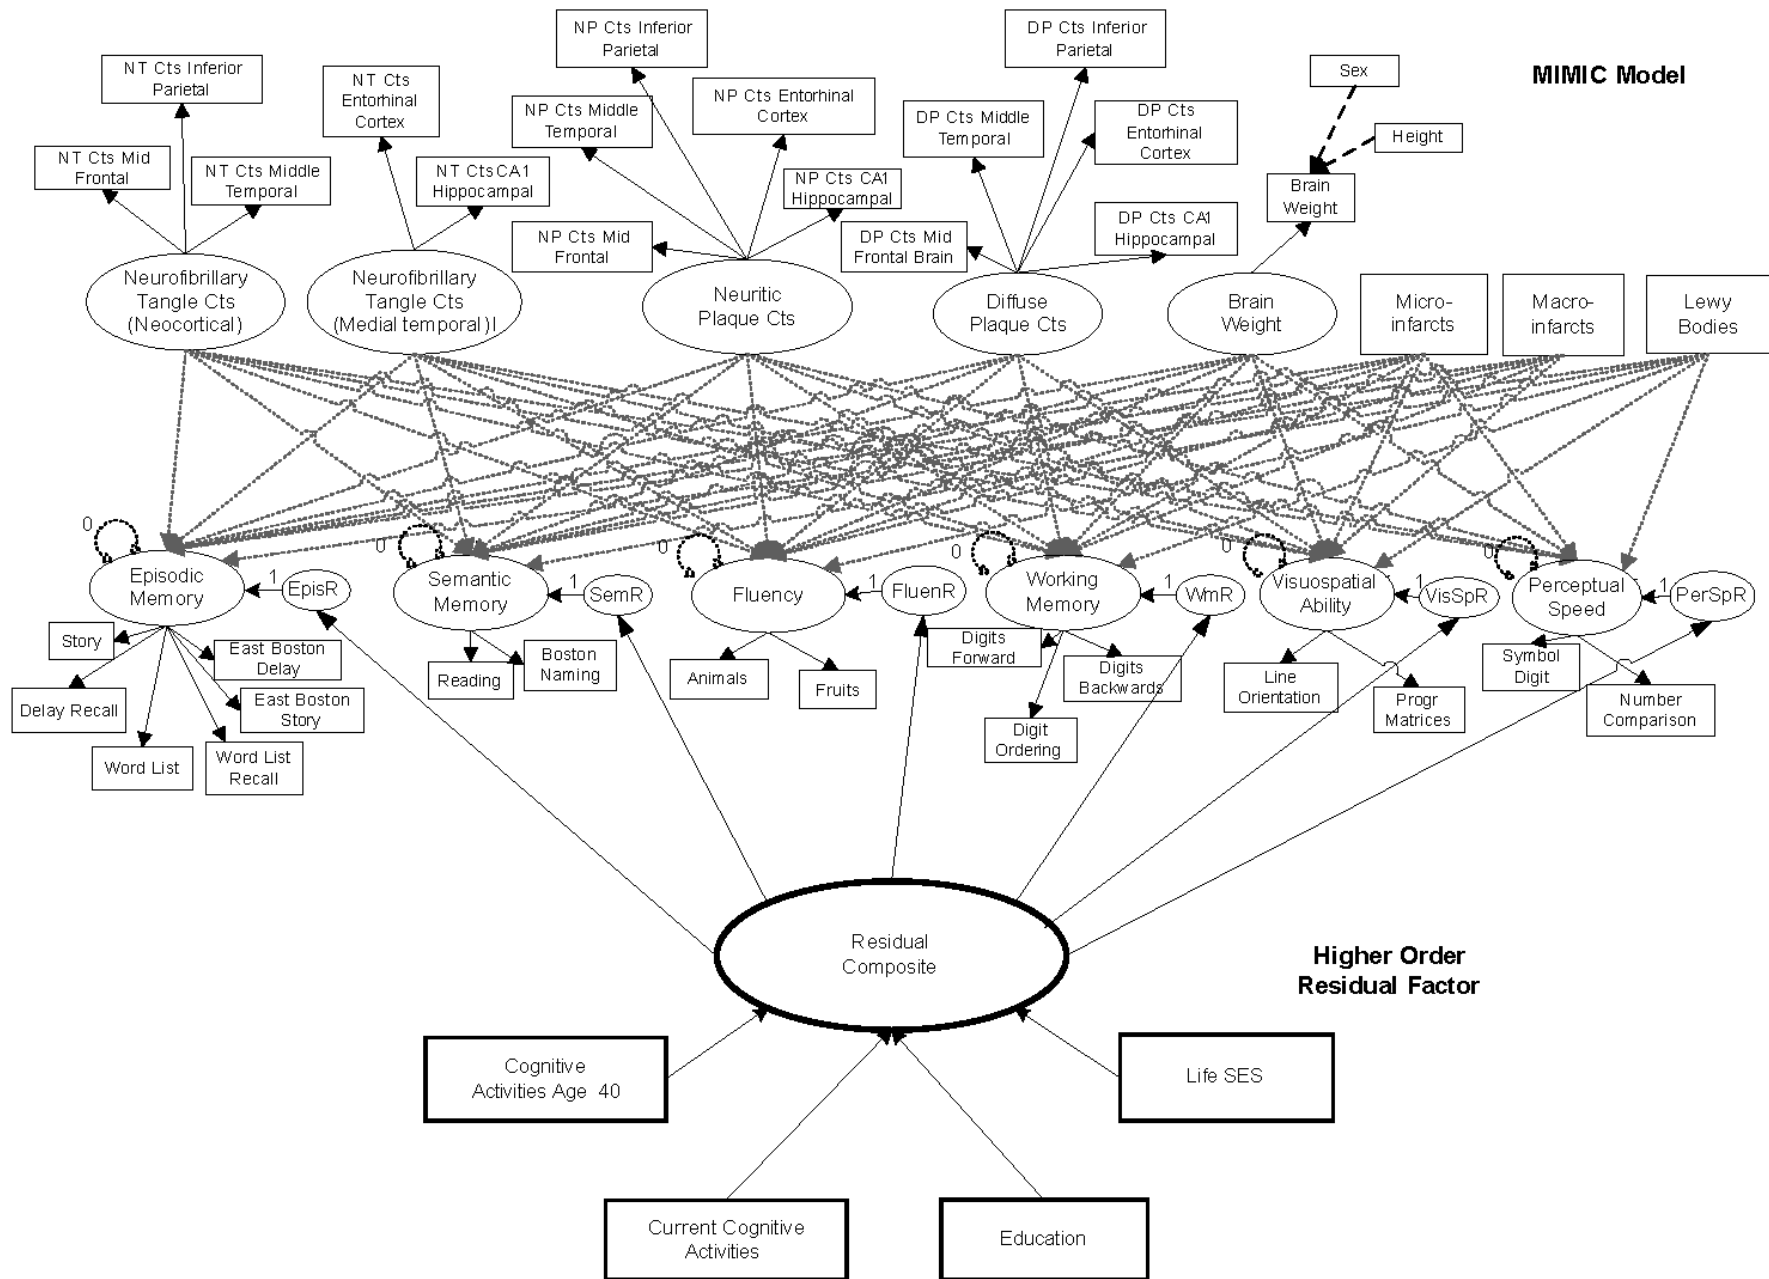 NP Cts Inferior
Parietal
DP Cts Inferior
Parietal
NT Cts Inferior
Parietal
NT Cts
Entorhinal
Cortex
NP Cts Middle
Temporal
NP Cts Entorhinal
Cortex
DP Cts Middle
Temporal
DP Cts
Entorhinal
Cortex
Sex
MIMIC Model
Height
NT Cts Mid
Frontal
NT Cts Middle
Temporal
NT CtsCA1
Hippocampal
NP Cts CA1
Hippocampal
Brain
Weight
NP Cts Mid
Frontal
DP Cts Mid
Frontal Brain
DP Cts CA1
Hippocampal
Neurofibrillary
Tangle Cts
(Neocortical)
Neurofibrillary
Tangle Cts
(Medial temporal)l
Neuritic
Plaque Cts
Diffuse
Plaque Cts
Brain
Weight
Micro-
infarcts
Macro-
infarcts
Lewy
Bodies
0
0
0
0
0
0
Episodic
Memory
1
EpisR
Semantic
Memory
1
SemR
Fluency
1
FluenR
Working
Memory
1
WmR
Visuospatial
Ability
1
VisSpR
Perceptual
Speed
1
PerSpR
Story
East Boston
Delay
Delay Recall
East Boston
Story
Word List
Word List
Recall
Reading
Boston
Naming
Animals
Fruits
Digits
Forward
Digits
Backwards
Digit
Ordering
Line
Orientation
Progr
Matrices
Symbol
Digit
Number
Comparison
Residual
Composite
Higher Order
Residual Factor
Cognitive
Activities Age 40
Life SES
Current Cognitive
Activities
Education